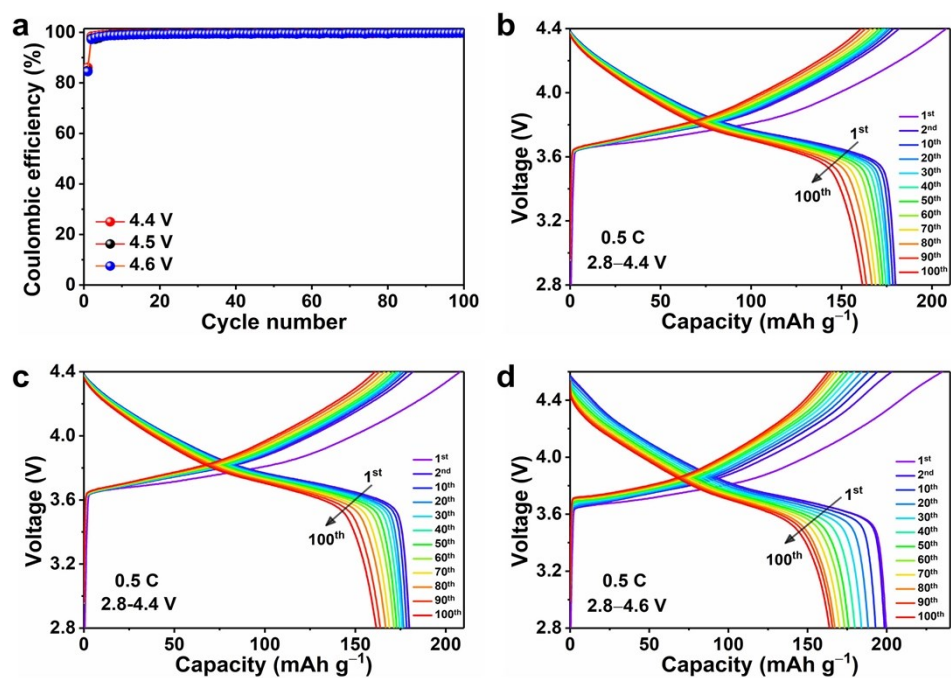 a
Coulombic efficiency (%)
100
80
60
40
20
0
4.4 V
4.5 V
4.6 V
0 20 40 60 80 100
Cycle number
b
Voltage (V)
4.4
4.0
3.6
3.2
2.8
1st
100th
0.5 C
2.8–4.4 V
1st
2nd
10th
20th
30th
40th
50th
60th
70th
80th
90th
100th
0 50 100 150 200
Capacity (mAh g⁻¹)
c
Voltage (V)
4.4
4.0
3.6
3.2
2.8
1st
100th
0.5 C
2.8-4.4 V
1st
2nd
10th
20th
30th
40th
50th
60th
70th
80th
90th
100th
0 50 100 150 200
Capacity (mAh g⁻¹)
d
Voltage (V)
4.4
4.0
3.6
3.2
2.8
1st
100th
0.5 C
2.8–4.6 V
1st
2nd
10th
20th
30th
40th
50th
60th
70th
80th
90th
100th
0 50 100 150 200
Capacity (mAh g⁻¹)